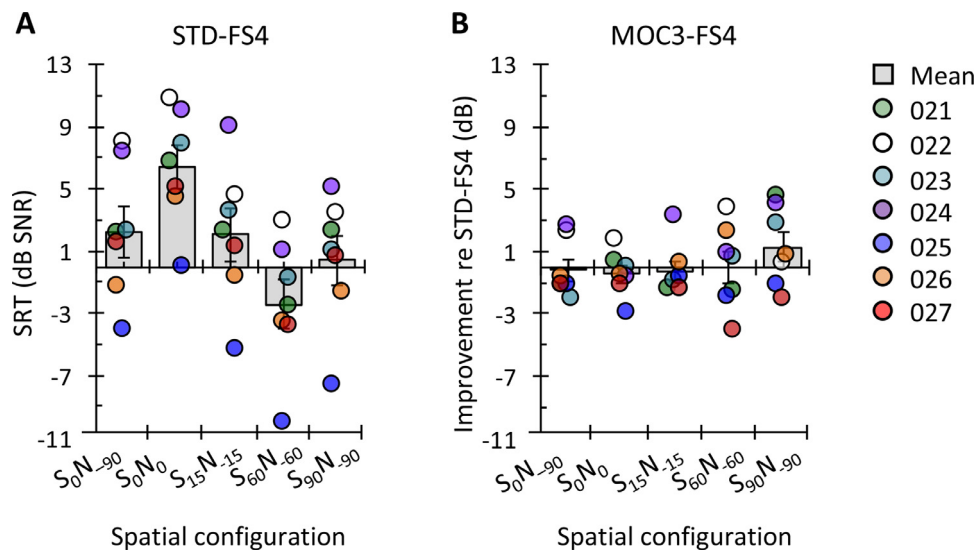 A
STD-FS4
SRT (dB SNR)
13
9
5
1
-3
-7
-11
S₀N₋₉₀
S₀N₀
S₁₅N₋₁₅
S₆₀N₋₆₀
S₉₀N₋₉₀
Spatial configuration
B
MOC3-FS4
Improvement re STD-FS4 (dB)
13
9
5
1
-3
-7
-11
S₀N₋₉₀
S₀N₀
S₁₅N₋₁₅
S₆₀N₋₆₀
S₉₀N₋₉₀
Spatial configuration
Mean
021
022
023
024
025
026
027